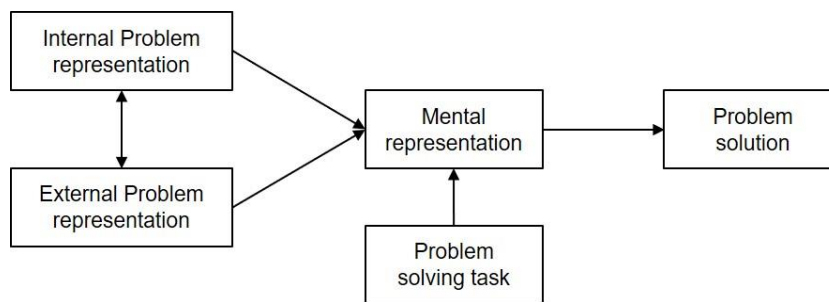 Internal Problem
representation
Mental
representation
Problem
solution
External Problem
representation
Problem
solving task